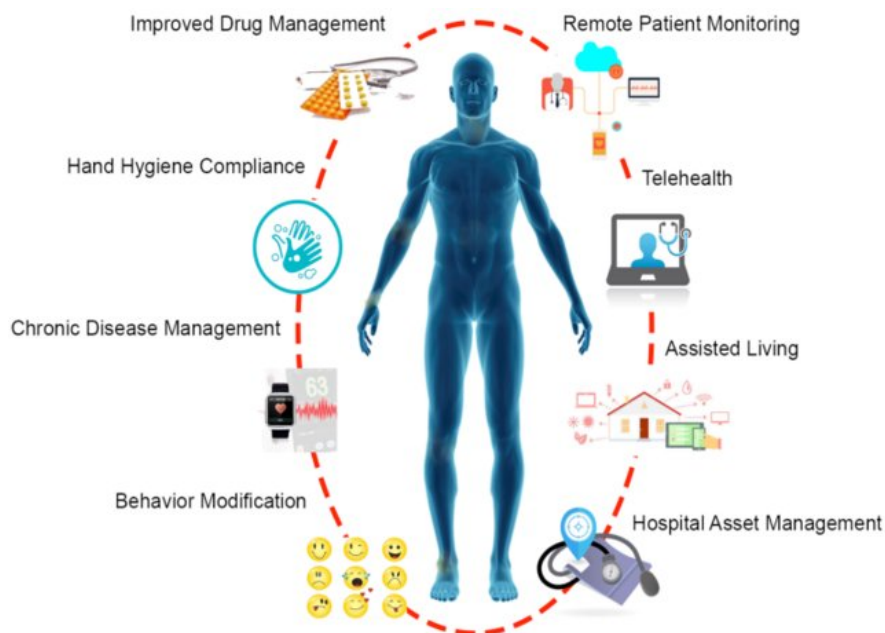 Improved Drug Management
Remote Patient Monitoring
Hand Hygiene Compliance
Telehealth
Chronic Disease Management
Assisted Living
63
Behavior Modification
Hospital Asset Management